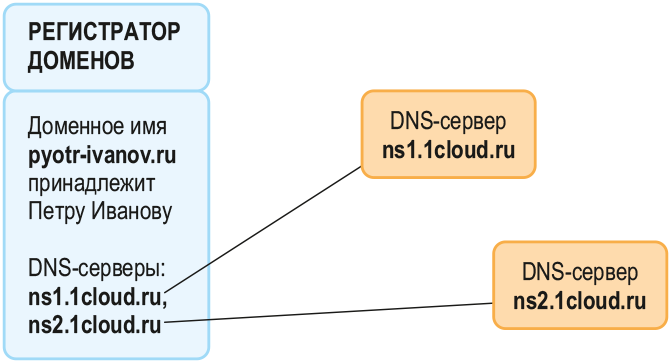 РЕГИСТРАТОР
ДОМЕНОВ
Доменное имя
pyotr-ivanov.ru
принадлежит
Петру Иванову
DNS-серверы:
ns1.1cloud.ru,
ns2.1cloud.ru
DNS-сервер
ns1.1cloud.ru
DNS-сервер
ns2.1cloud.ru